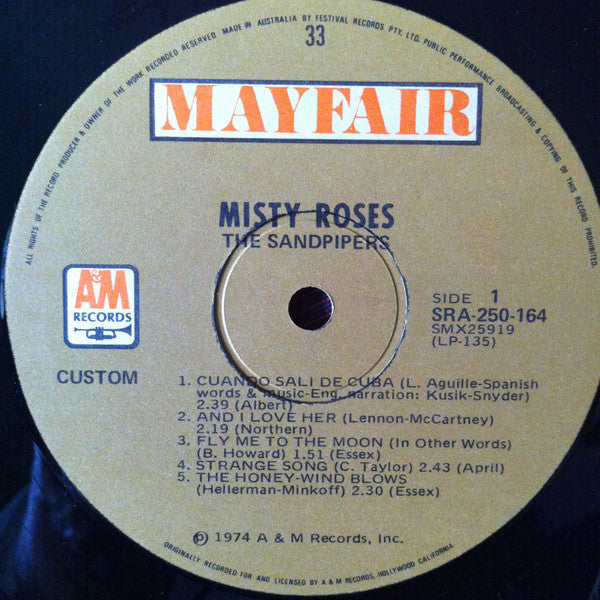 ALL RIGHTS OF THE RECORD PRODUCER & OWNER OF THE WORK RECORDED RESERVED MADE IN AUSTRALIA BY FESTIVAL RECORDS PTY. LTD. PUBLIC PERFORMANCE BROADCASTING & COPYING OF THIS RECORD PROHIBITED.
33
MAYFAIR
MISTY ROSES
THE SANDPIPERS
A&M
RECORDS
CUSTOM
SIDE 1
SRA-250-164
SMX25919
(LP-135)
1. CUANDO SALI DE CUBA (L. Aguille-Spanish
words & music-Eng. narration: Kusik-Snyder)
2.39 (Albert)
2. AND I LOVE HER (Lennon-McCartney)
2.19 (Northern)
3. FLY ME TO THE MOON (In Other Words)
(B. Howard) 1.51 (Essex)
4. STRANGE SONG (C. Taylor) 2.43 (April)
5. THE HONEY-WIND BLOWS
(Hellerman-Minkoff) 2.30 (Essex)
℗ 1974 A & M Records, Inc.
ORIGINALLY RECORDED FOR AND LICENSED BY A & M RECORDS, HOLLYWOOD CALIFORNIA